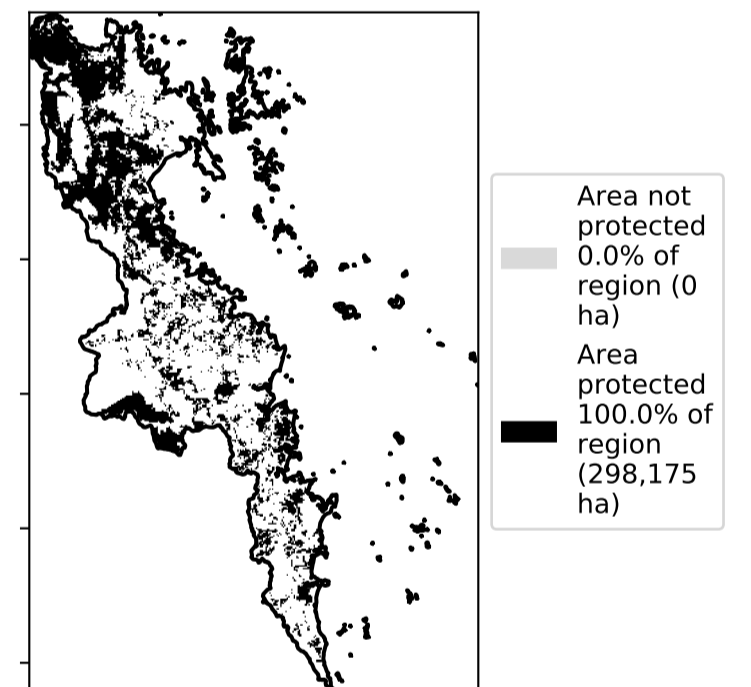 Area not
protected
0.0% of
region (0
ha)
Area
protected
100.0% of
region
(298,175
ha)